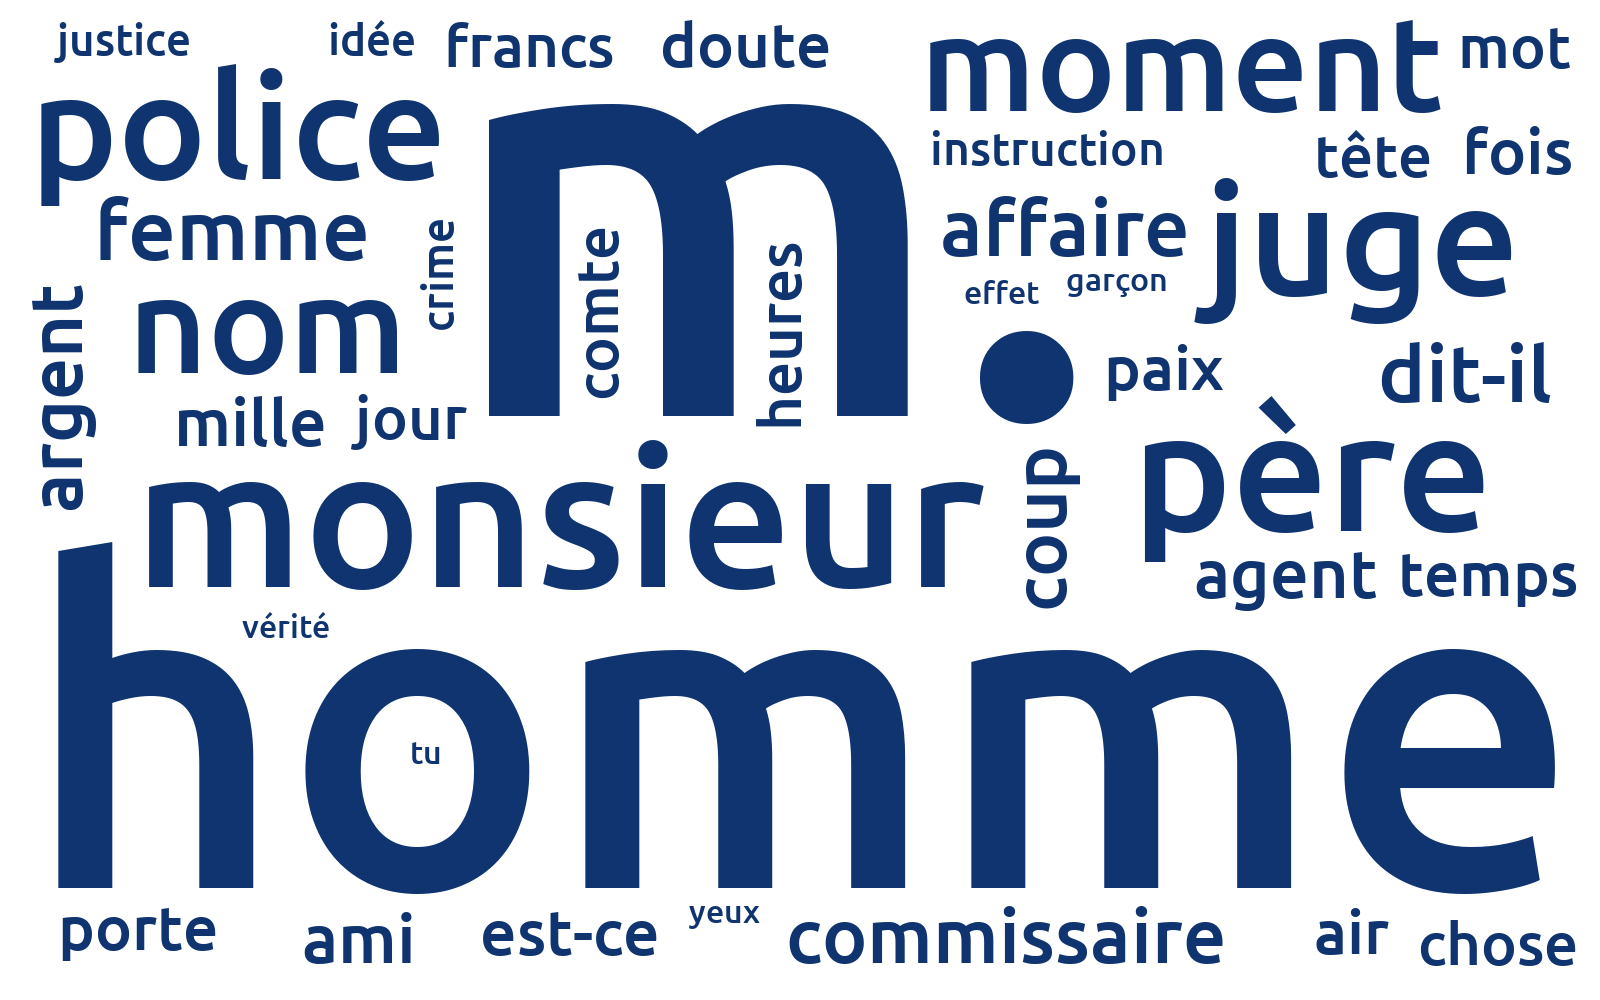 justice
idée
francs
doute
moment
mot
police
m.
instruction
tête
fois
femme
crime
comte
heures
affaire
juge
effet
garçon
argent
nom
paix
dit-il
mille
jour
monsieur
coup
père
agent
temps
homme
vérité
tu
porte
ami
est-ce
yeux
commissaire
air
chose